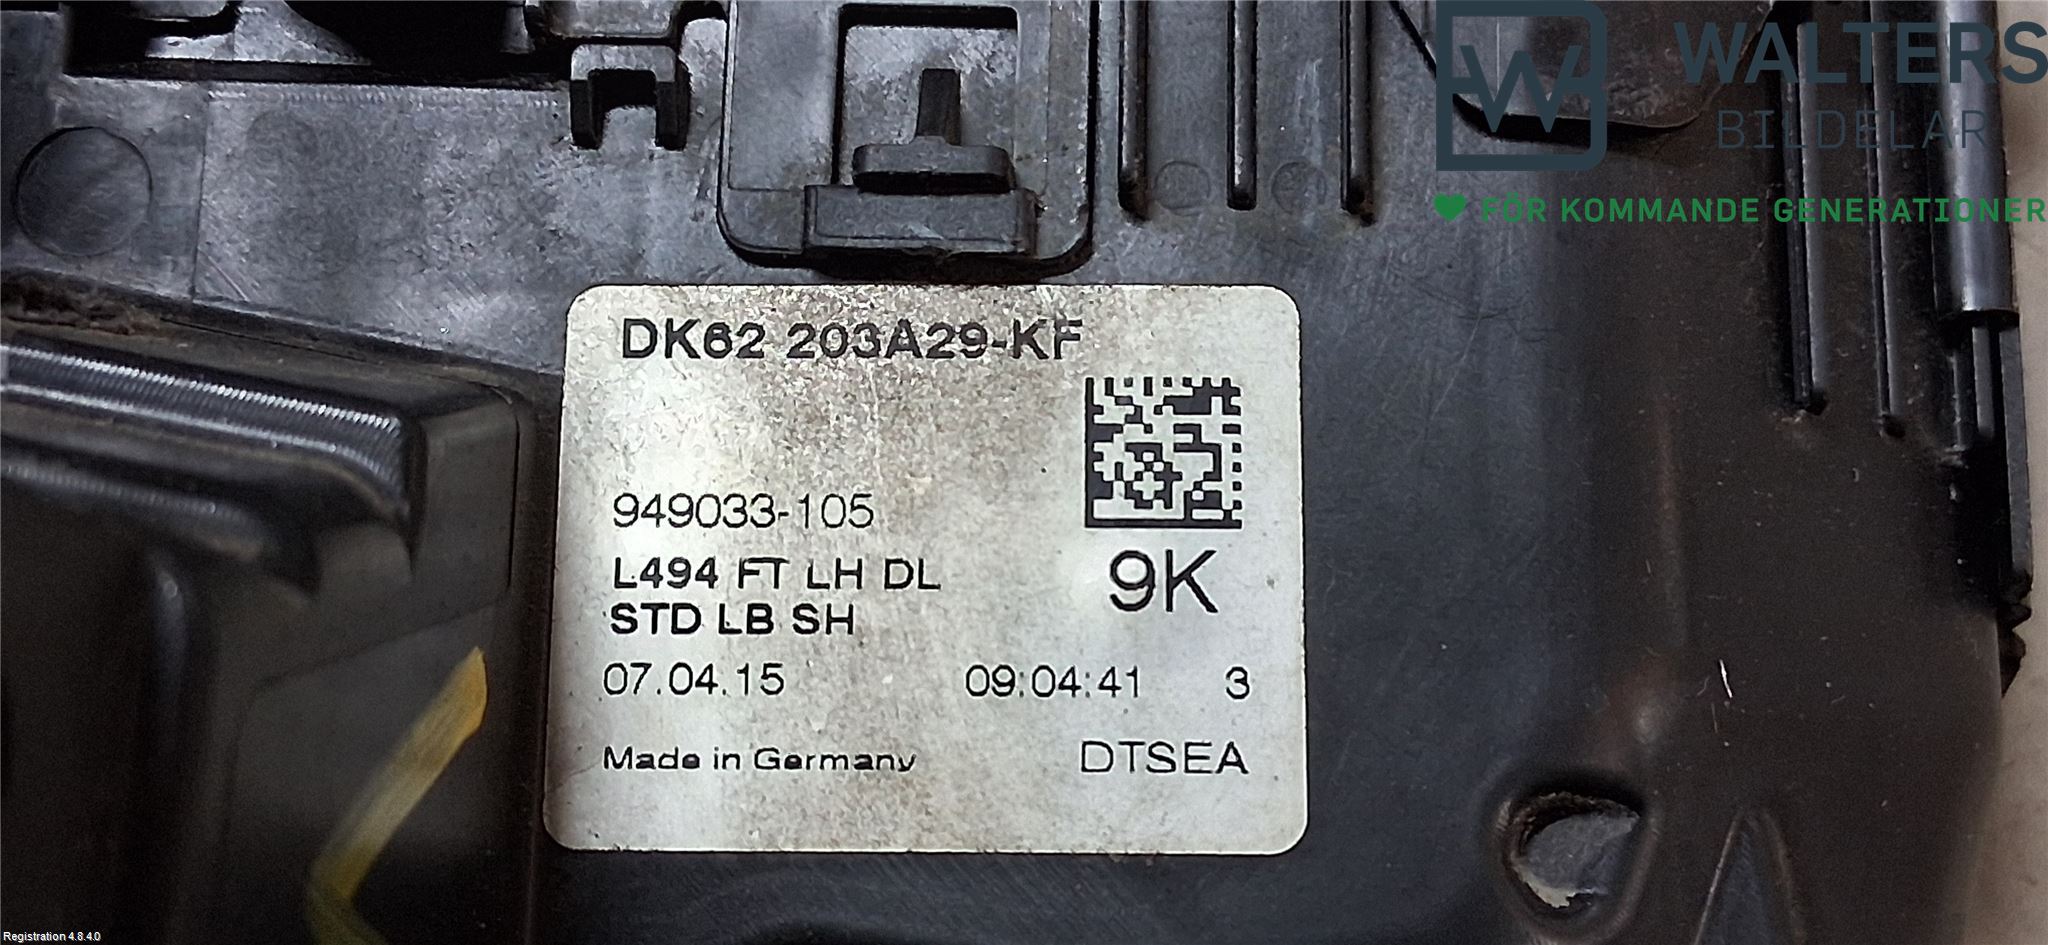 WALTERS
BILDELAR
FÖR KOMMANDE GENERATIONER
DK62 203A29-KF
949033-105
L494 FT LH DL
9K
STD LB SH
07.04.15 09:04:41 3
Made in Germany DTSEA
Registration 4.8.4.0